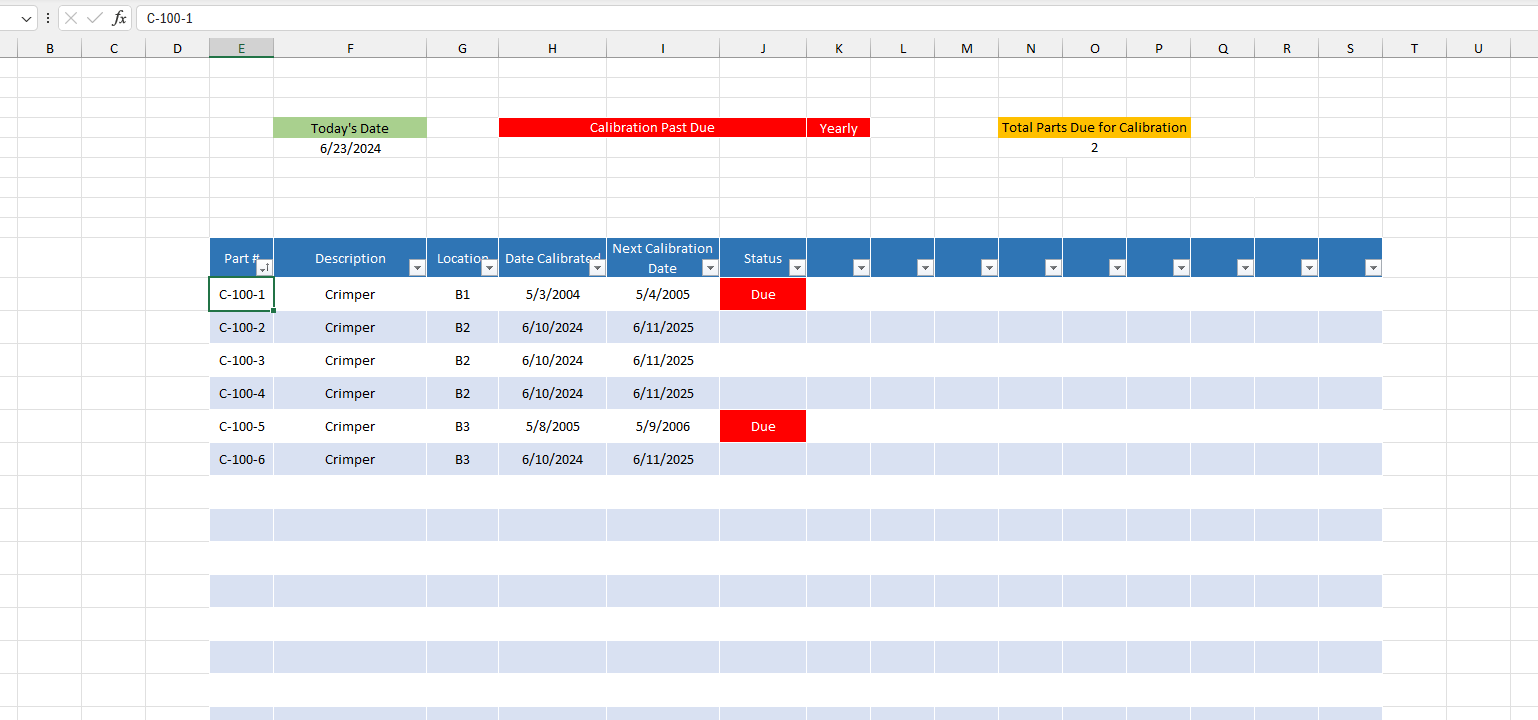 fx C-100-1
B C D E F G H I J K L M N O P Q R S T U
Today's Date Calibration Past Due Yearly Total Parts Due for Calibration
6/23/2024 2
Part # Description Location Date Calibrated Next Calibration Date Status
C-100-1 Crimper B1 5/3/2004 5/4/2005 Due
C-100-2 Crimper B2 6/10/2024 6/11/2025
C-100-3 Crimper B2 6/10/2024 6/11/2025
C-100-4 Crimper B2 6/10/2024 6/11/2025
C-100-5 Crimper B3 5/8/2005 5/9/2006 Due
C-100-6 Crimper B3 6/10/2024 6/11/2025